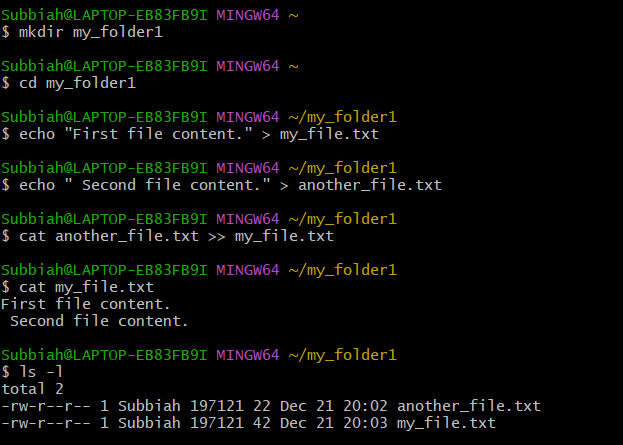 Subbiah@LAPTOP-EB83FB9I MINGW64 ~
$ mkdir my_folder1
Subbiah@LAPTOP-EB83FB9I MINGW64 ~
$ cd my_folder1
Subbiah@LAPTOP-EB83FB9I MINGW64 ~/my_folder1
$ echo "First file content." > my_file.txt
Subbiah@LAPTOP-EB83FB9I MINGW64 ~/my_folder1
$ echo " Second file content." > another_file.txt
Subbiah@LAPTOP-EB83FB9I MINGW64 ~/my_folder1
$ cat another_file.txt >> my_file.txt
Subbiah@LAPTOP-EB83FB9I MINGW64 ~/my_folder1
$ cat my_file.txt
First file content.
 Second file content.
Subbiah@LAPTOP-EB83FB9I MINGW64 ~/my_folder1
$ ls -l
total 2
-rw-r--r-- 1 Subbiah 197121 22 Dec 21 20:02 another_file.txt
-rw-r--r-- 1 Subbiah 197121 42 Dec 21 20:03 my_file.txt